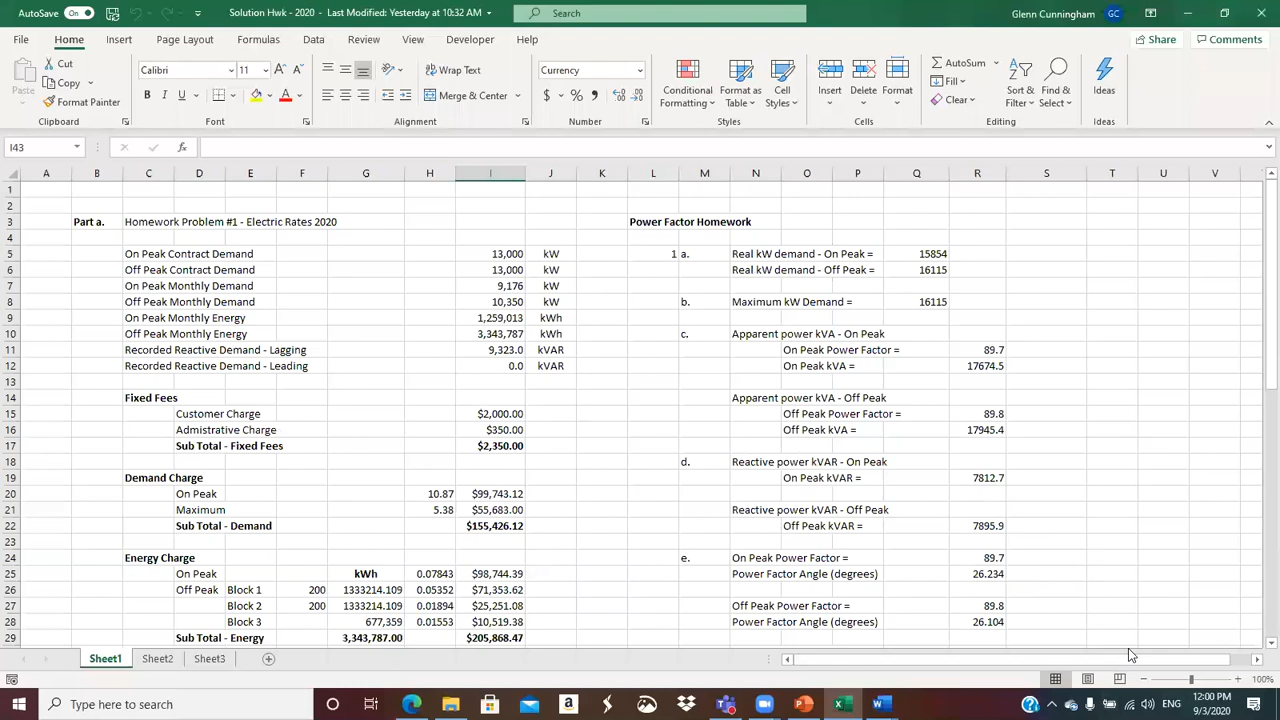 AutoSave On Solution Hwk - 2020 - Last Modified: Yesterday at 10:32 AM Search Glenn Cunningham GC
File Home Insert Page Layout Formulas Data Review View Developer Help Share Comments
Paste Cut Copy Format Painter Clipboard
Calibri 11 B I U Font
Wrap Text Merge & Center Alignment
Currency $ % Number
Conditional Formatting Format as Table Cell Styles Styles
Insert Delete Format Cells
AutoSum Fill Clear Sort & Filter Find & Select Editing
Ideas Ideas
I43 fx
A B C D E F G H I J K L M N O P Q R S T U V
1
2
3 Part a. Homework Problem #1 - Electric Rates 2020 Power Factor Homework
4
5 On Peak Contract Demand 13,000 kW 1 a. Real kW demand - On Peak = 15854
6 Off Peak Contract Demand 13,000 kW Real kW demand - Off Peak = 16115
7 On Peak Monthly Demand 9,176 kW
8 Off Peak Monthly Demand 10,350 kW b. Maximum kW Demand = 16115
9 On Peak Monthly Energy 1,259,013 kWh
10 Off Peak Monthly Energy 3,343,787 kWh c. Apparent power kVA - On Peak
11 Recorded Reactive Demand - Lagging 9,323.0 kVAR On Peak Power Factor = 89.7
12 Recorded Reactive Demand - Leading 0.0 kVAR On Peak kVA = 17674.5
13
14 Fixed Fees Apparent power kVA - Off Peak
15 Customer Charge $2,000.00 Off Peak Power Factor = 89.8
16 Admistrative Charge $350.00 Off Peak kVA = 17945.4
17 Sub Total - Fixed Fees $2,350.00
18 d. Reactive power kVAR - On Peak
19 Demand Charge On Peak kVAR = 7812.7
20 On Peak 10.87 $99,743.12
21 Maximum 5.38 $55,683.00 Reactive power kVAR - Off Peak
22 Sub Total - Demand $155,426.12 Off Peak kVAR = 7895.9
23
24 Energy Charge e. On Peak Power Factor = 89.7
25 On Peak kWh 0.07843 $98,744.39 Power Factor Angle (degrees) 26.234
26 Off Peak Block 1 200 1333214.109 0.05352 $71,353.62
27 Block 2 200 1333214.109 0.01894 $25,251.08 Off Peak Power Factor = 89.8
28 Block 3 677,359 0.01553 $10,519.38 Power Factor Angle (degrees) 26.104
29 Sub Total - Energy 3,343,787.00 $205,868.47
Sheet1 Sheet2 Sheet3
100%
Type here to search
12:00 PM
9/3/2020